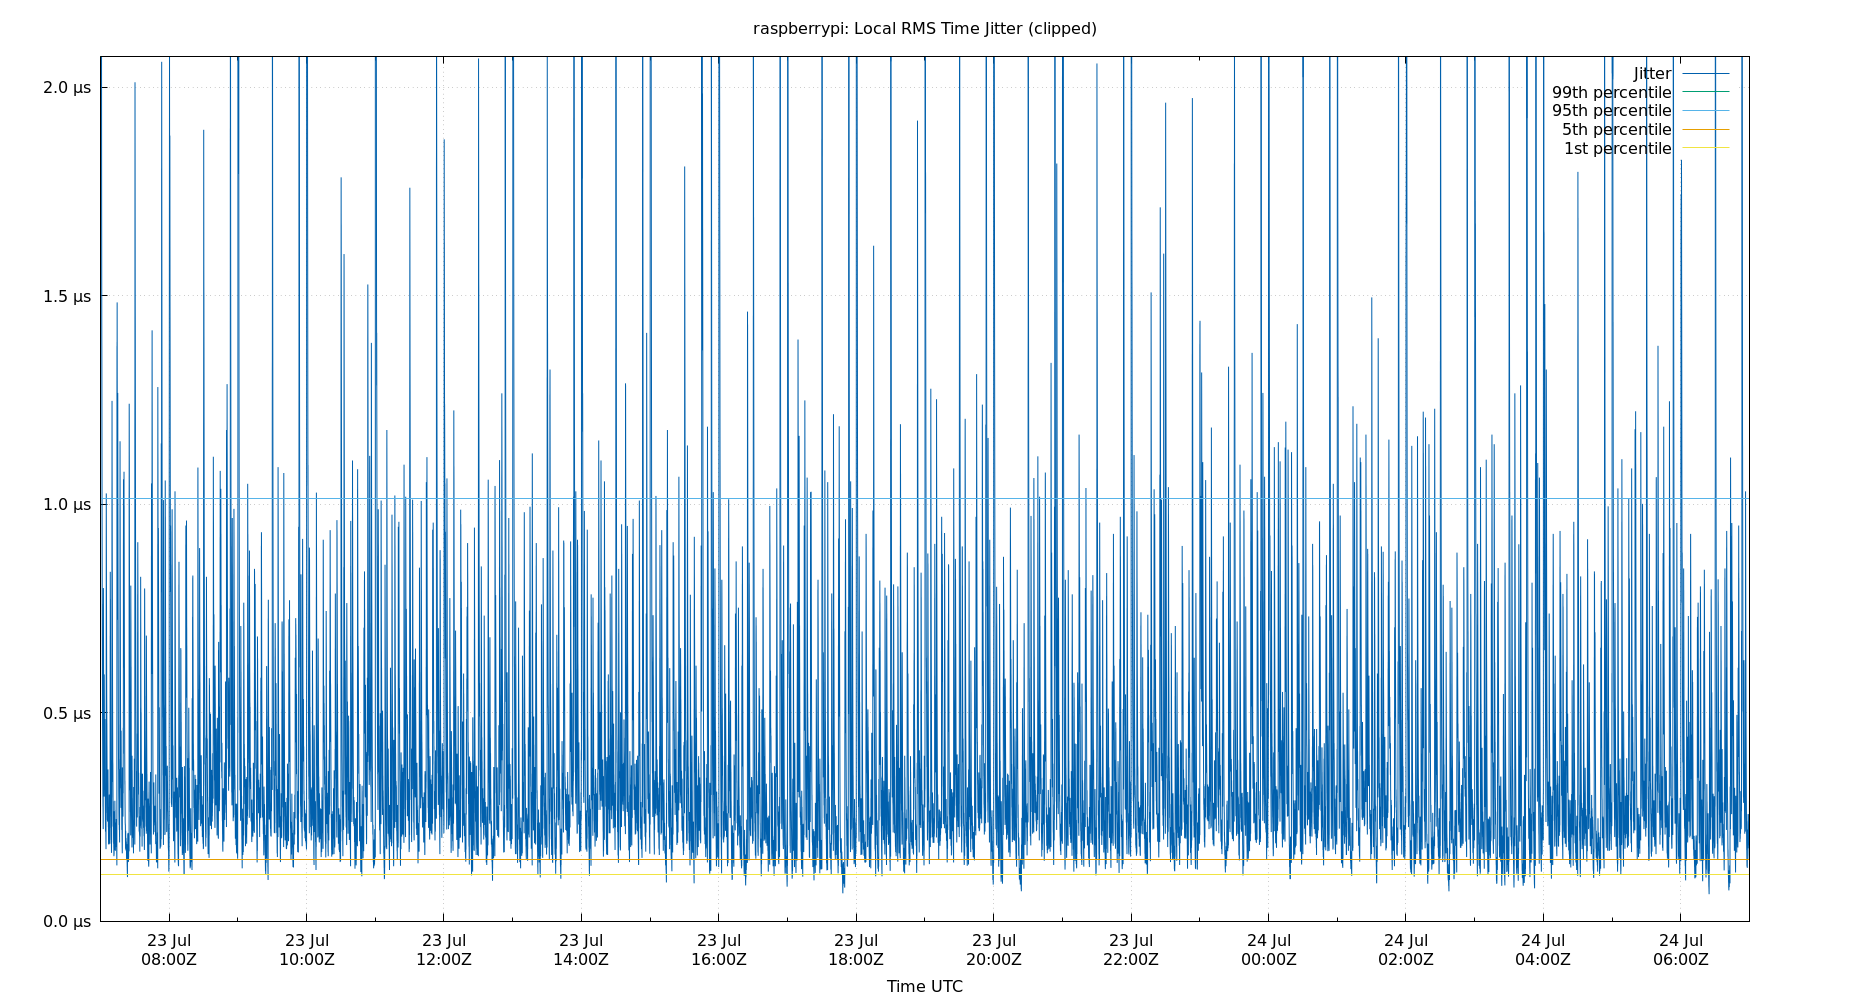 raspberrypi: Local RMS Time Jitter (clipped)
2.0 µs
1.5 µs
1.0 µs
0.5 µs
0.0 µs
Jitter
99th percentile
95th percentile
5th percentile
1st percentile
23 Jul 23 Jul 23 Jul 23 Jul 23 Jul 23 Jul 23 Jul 23 Jul 24 Jul 24 Jul 24 Jul 24 Jul
08:00Z 10:00Z 12:00Z 14:00Z 16:00Z 18:00Z 20:00Z 22:00Z 00:00Z 02:00Z 04:00Z 06:00Z
Time UTC